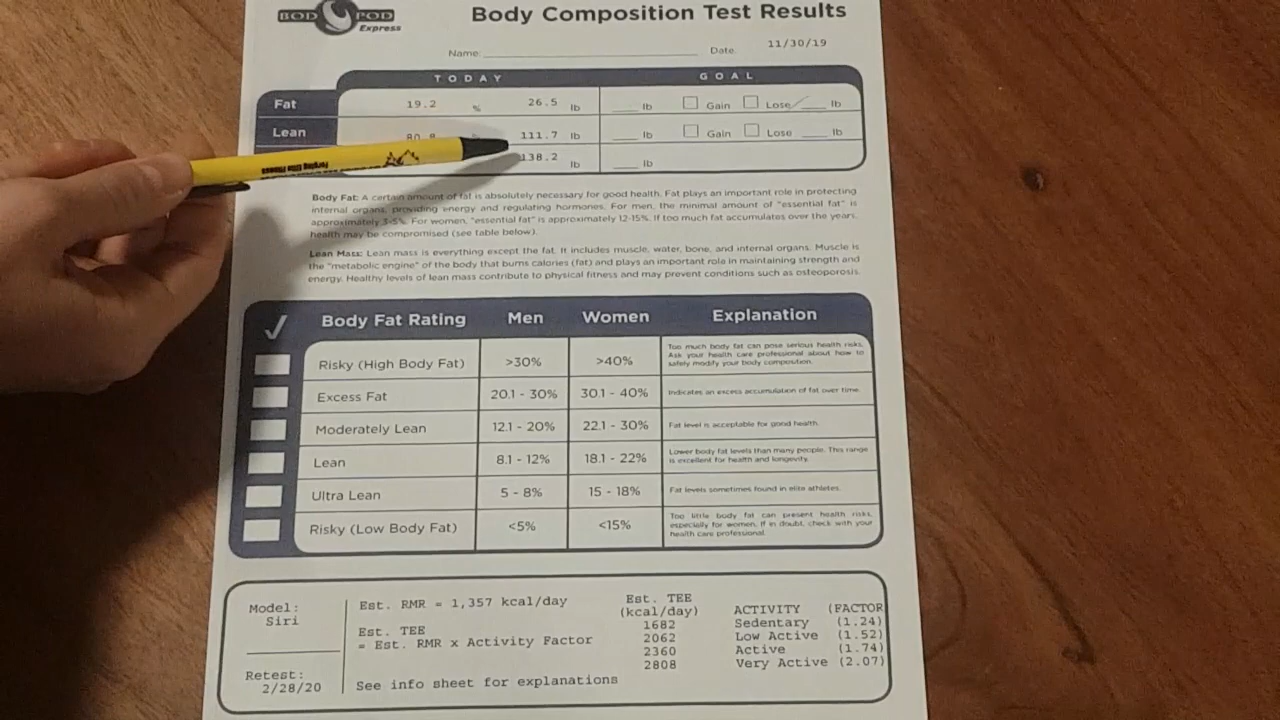 BOD POD
Express
Body Composition Test Results
Name: Date: 11/30/19
TODAY GOAL
Fat 19.2 % 26.5 lb lb Gain Lose lb
Lean 80.8 % 111.7 lb lb Gain Lose lb
138.2 lb lb
Body Fat: A certain amount of fat is absolutely necessary for good health. Fat plays an important role in protecting
internal organs, providing energy and regulating hormones. For men, the minimal amount of "essential fat" is
approximately 3-5%. For women, "essential fat" is approximately 12-15%. If too much fat accumulates over the years,
health may be compromised (see table below).
Lean Mass: Lean mass is everything except the fat. It includes muscle, water, bone, and internal organs. Muscle is
the "metabolic engine" of the body that burns calories (fat) and plays an important role in maintaining strength and
energy. Healthy levels of lean mass contribute to physical fitness and may prevent conditions such as osteoporosis.
✓ Body Fat Rating Men Women Explanation
Risky (High Body Fat) >30% >40% Too much body fat can pose serious health risks.
Ask your health care professional about how to
safely modify your body composition.
Excess Fat 20.1 - 30% 30.1 - 40% Indicates an excess accumulation of fat over time.
Moderately Lean 12.1 - 20% 22.1 - 30% Fat level is acceptable for good health.
Lean 8.1 - 12% 18.1 - 22% Lower body fat levels than many people. This range
is excellent for health and longevity.
Ultra Lean 5 - 8% 15 - 18% Fat levels sometimes found in elite athletes.
Risky (Low Body Fat) <5% <15% Too little body fat can present health risks,
especially for women. If in doubt, check with your
health care professional.
Model:
Siri
Retest:
2/28/20
Est. RMR = 1,357 kcal/day
Est. TEE
= Est. RMR x Activity Factor
See info sheet for explanations
Est. TEE
(kcal/day) ACTIVITY (FACTOR
1682 Sedentary (1.24)
2062 Low Active (1.52)
2360 Active (1.74)
2808 Very Active (2.07)
Forging Elite Fitness